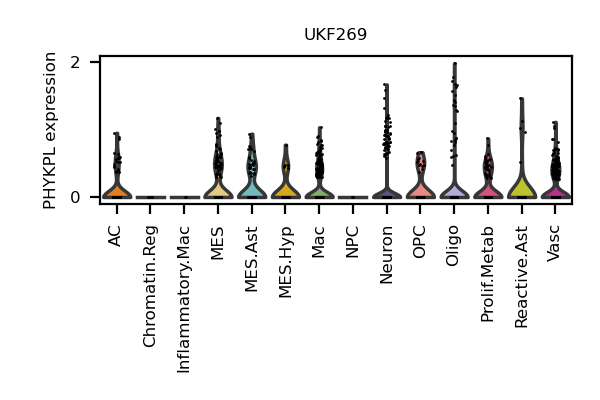 UKF269
PHYKPL expression
2
0
AC
Chromatin.Reg
Inflammatory.Mac
MES
MES.Ast
MES.Hyp
Mac
NPC
Neuron
OPC
Oligo
Prolif.Metab
Reactive.Ast
Vasc